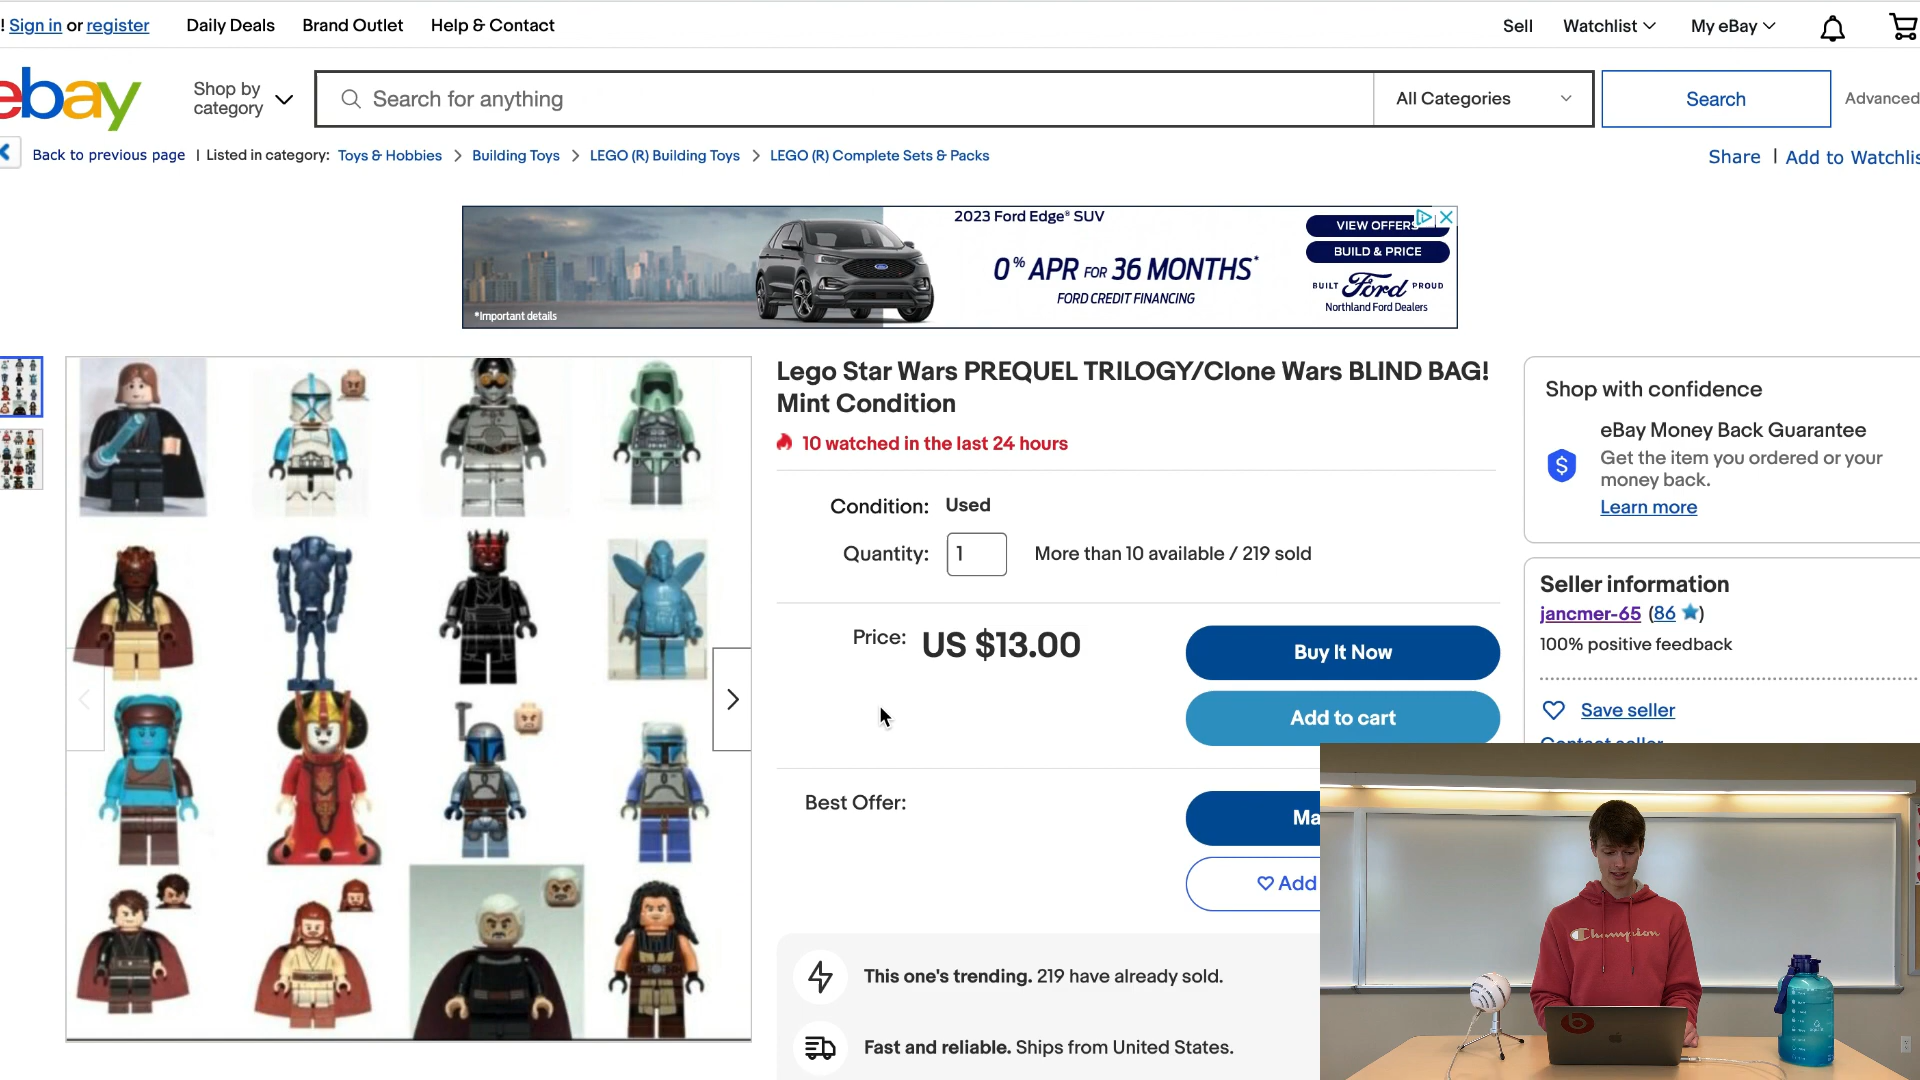 ! Sign in or register Daily Deals Brand Outlet Help & Contact Sell Watchlist My eBay
ebay
Shop by
category
Search for anything All Categories Search Advanced
Back to previous page | Listed in category: Toys & Hobbies > Building Toys > LEGO (R) Building Toys > LEGO (R) Complete Sets & Packs
Share | Add to Watchlis
2023 Ford Edge® SUV
0% APR FOR 36 MONTHS*
FORD CREDIT FINANCING
*Important details
VIEW OFFERS
BUILD & PRICE
BUILT Ford PROUD
Northland Ford Dealers
Lego Star Wars PREQUEL TRILOGY/Clone Wars BLIND BAG!
Mint Condition
10 watched in the last 24 hours
Condition: Used
Quantity: 1 More than 10 available / 219 sold
Price: US $13.00
Buy It Now
Add to cart
Best Offer:
Ma
Add
This one's trending. 219 have already sold.
Fast and reliable. Ships from United States.
Shop with confidence
eBay Money Back Guarantee
Get the item you ordered or your
money back.
Learn more
Seller information
jancmer-65 (86)
100% positive feedback
Save seller
Contact seller
Champion